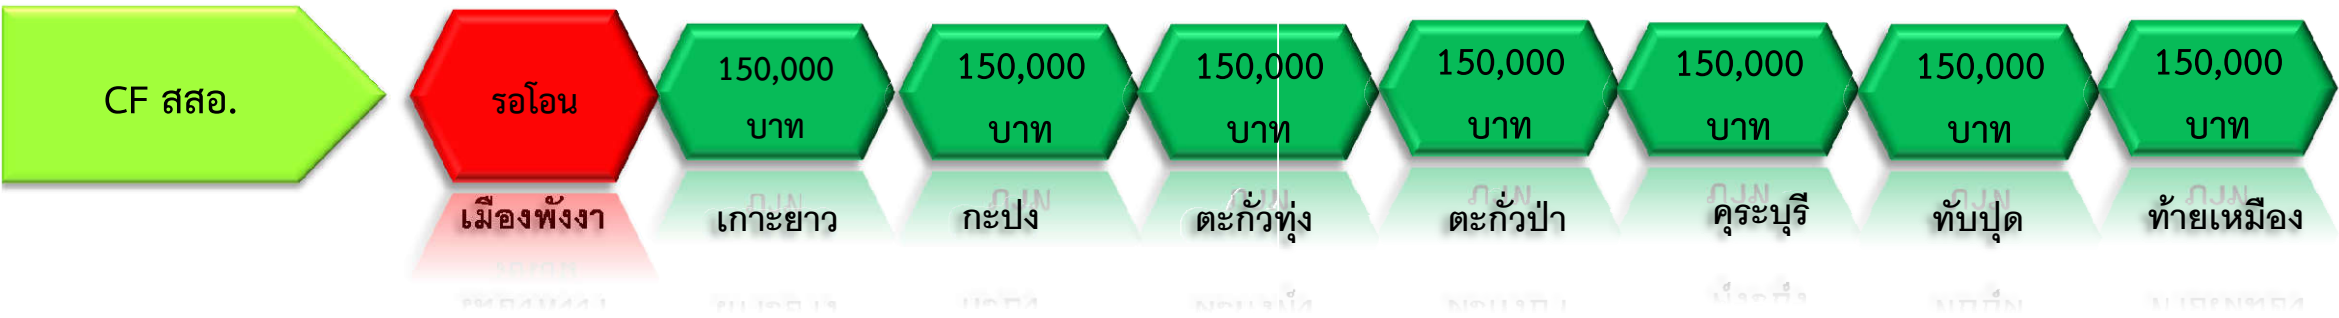 CF สสอ.
รอโอน
150,000
บาท
150,000
บาท
150,000
บาท
150,000
บาท
150,000
บาท
150,000
บาท
150,000
บาท
เมืองพังงา
เกาะยาว
กะปง
ตะกั่วทุ่ง
ตะกั่วป่า
คุระบุรี
ทับปุด
ท้ายเหมือง